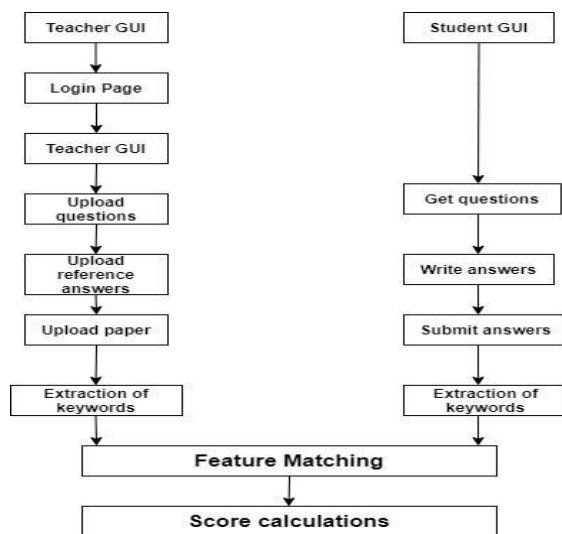 Teacher GUI
Login Page
Teacher GUI
Upload
questions
Upload
reference
answers
Upload paper
Extraction of
keywords
Student GUI
Get questions
Write answers
Submit answers
Extraction of
keywords
Feature Matching
Score calculations